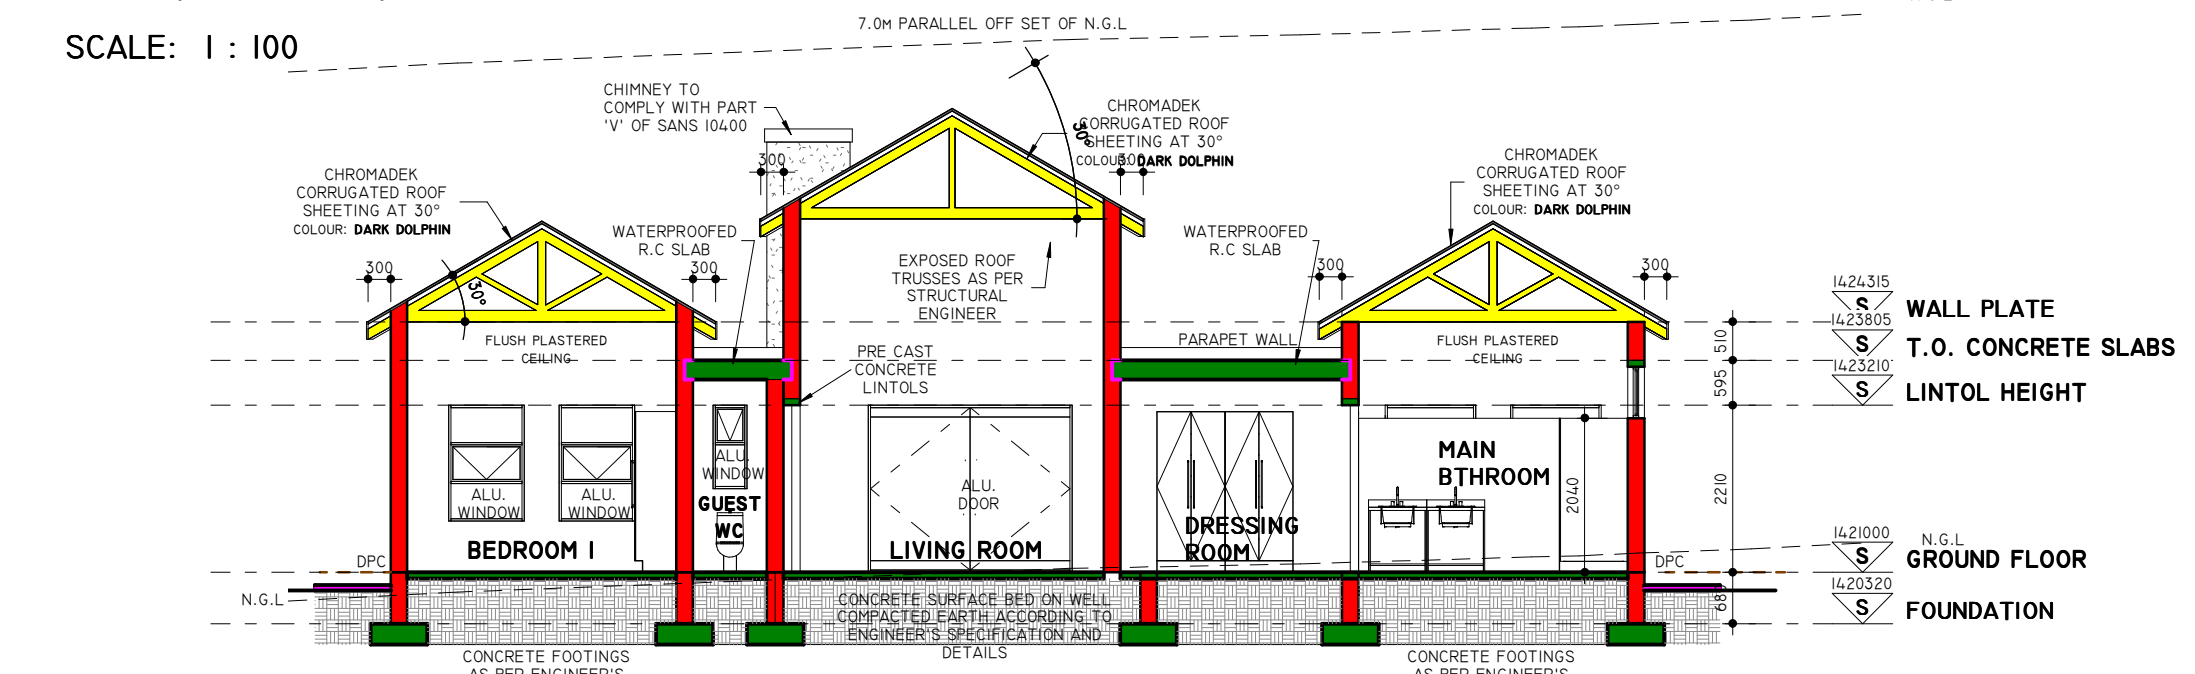 SCALE: 1 : 100
7.0M PARALLEL OFF SET OF N.G.L
CHIMNEY TO
COMPLY WITH PART
'V' OF SANS 10400
CHROMADEK
CORRUGATED ROOF
SHEETING AT 30°
COLOUR: DARK DOLPHIN
CHROMADEK
CORRUGATED ROOF
SHEETING AT 30°
COLOUR: DARK DOLPHIN
CHROMADEK
CORRUGATED ROOF
SHEETING AT 30°
COLOUR: DARK DOLPHIN
30°
30°
300
300
300
300
300
300
WATERPROOFED
R.C SLAB
WATERPROOFED
R.C SLAB
EXPOSED ROOF
TRUSSES AS PER
STRUCTURAL
ENGINEER
FLUSH PLASTERED
CEILING
PRE CAST
CONCRETE
LINTOLS
PARAPET WALL
FLUSH PLASTERED
CEILING
1424315
S WALL PLATE
1423805
S T.O. CONCRETE SLABS
1423210
S LINTOL HEIGHT
510
595
2210
2040
ALU.
WINDOW
ALU.
WINDOW
ALU.
WINDOW
GUEST
WC
ALU.
DOOR
MAIN
BTHROOM
BEDROOM 1
LIVING ROOM
DRESSING
ROOM
DPC
DPC
N.G.L
N.G.L
1421000
S GROUND FLOOR
1420320
S FOUNDATION
CONCRETE SURFACE BED ON WELL
COMPACTED EARTH ACCORDING TO
ENGINEER'S SPECIFICATION AND
DETAILS
CONCRETE FOOTINGS
AS PER ENGINEER'S
CONCRETE FOOTINGS
AS PER ENGINEER'S